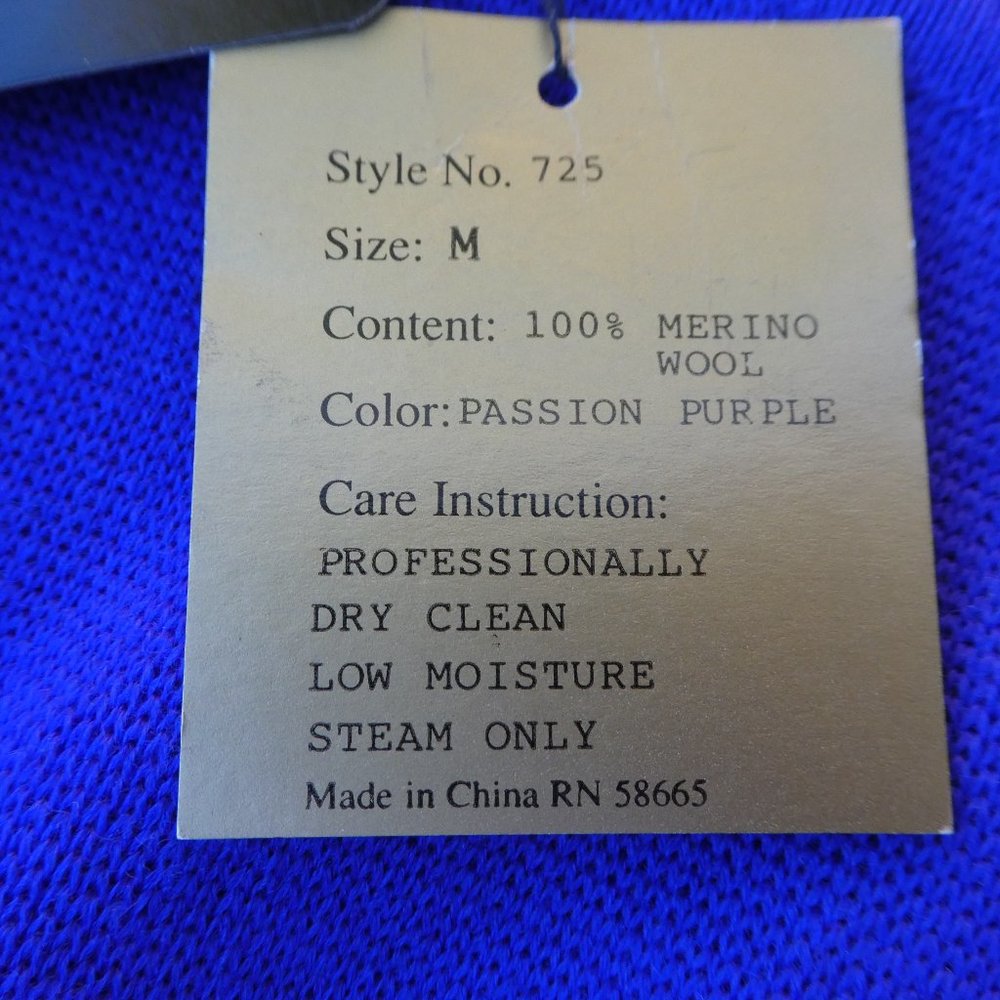 Style No. 725
Size: M
Content: 100% MERINO
WOOL
Color: PASSION PURPLE
Care Instruction:
PROFESSIONALLY
DRY CLEAN
LOW MOISTURE
STEAM ONLY
Made in China RN 58665